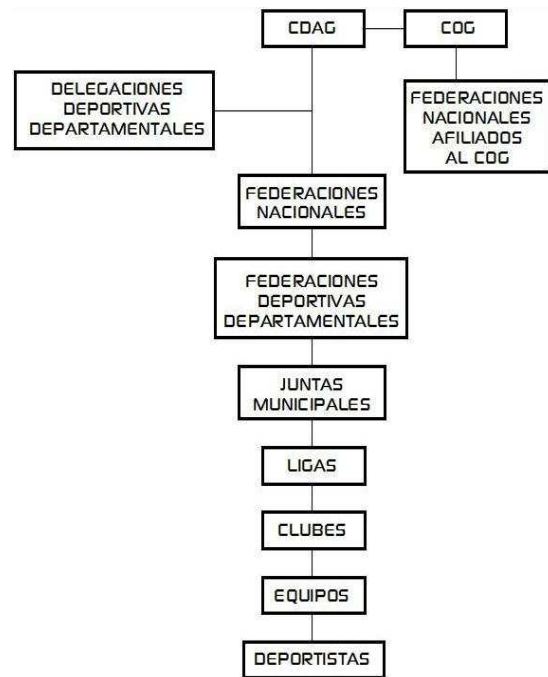 CDAG
COG
DELEGACIONES
DEPORTIVAS
DEPARTAMENTALES
FEDERACIONES
NACIONALES
AFILIADOS
AL COG
FEDERACIONES
NACIONALES
FEDERACIONES
DEPORTIVAS
DEPARTAMENTALES
JUNTAS
MUNICIPALES
LIGAS
CLUBES
EQUIPOS
DEPORTISTAS